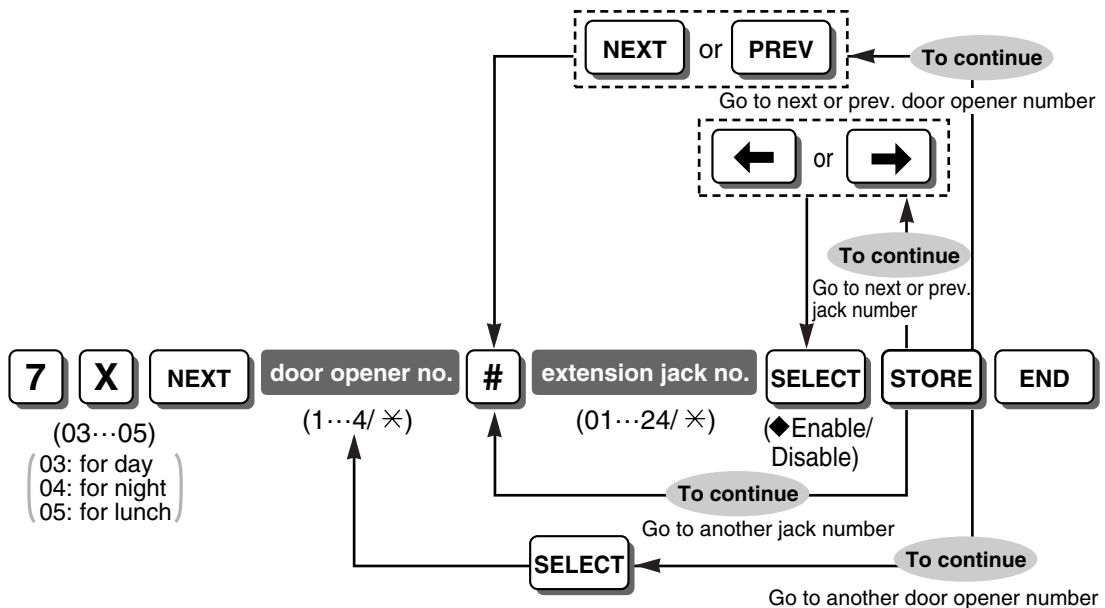 NEXT or PREV
To continue
Go to next or prev. door opener number
← or →
To continue
Go to next or prev.
jack number
7 X NEXT door opener no. # extension jack no. SELECT STORE END
(03···05)
03: for day
04: for night
05: for lunch
(1···4/ ✳)
(01···24/ ✳)
(◆Enable/
Disable)
To continue
Go to another jack number
SELECT
To continue
Go to another door opener number